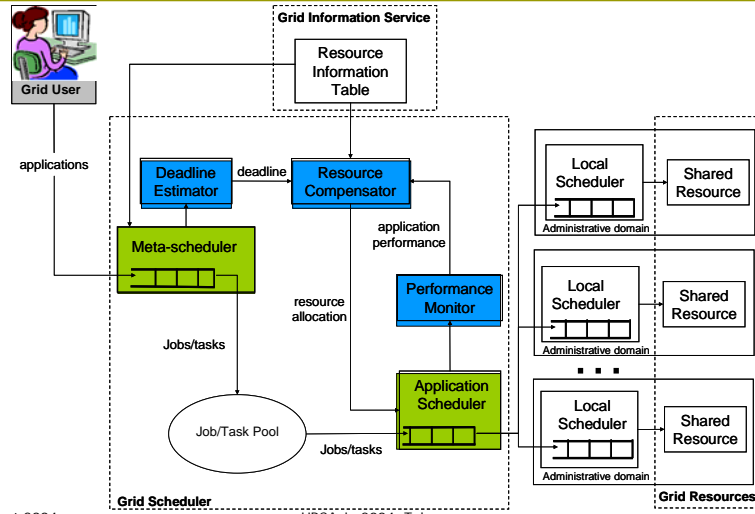 Grid Information Service
Resource
Information
Table
Grid User
applications
Deadline
Estimator
deadline
Resource
Compensator
application
performance
Meta-scheduler
resource
allocation
Performance
Monitor
Jobs/tasks
Application
Scheduler
Job/Task Pool
Jobs/tasks
Grid Scheduler
Local
Scheduler
Shared
Resource
Administrative domain
Local
Scheduler
Shared
Resource
Administrative domain
Local
Scheduler
Shared
Resource
Administrative domain
Grid Resources